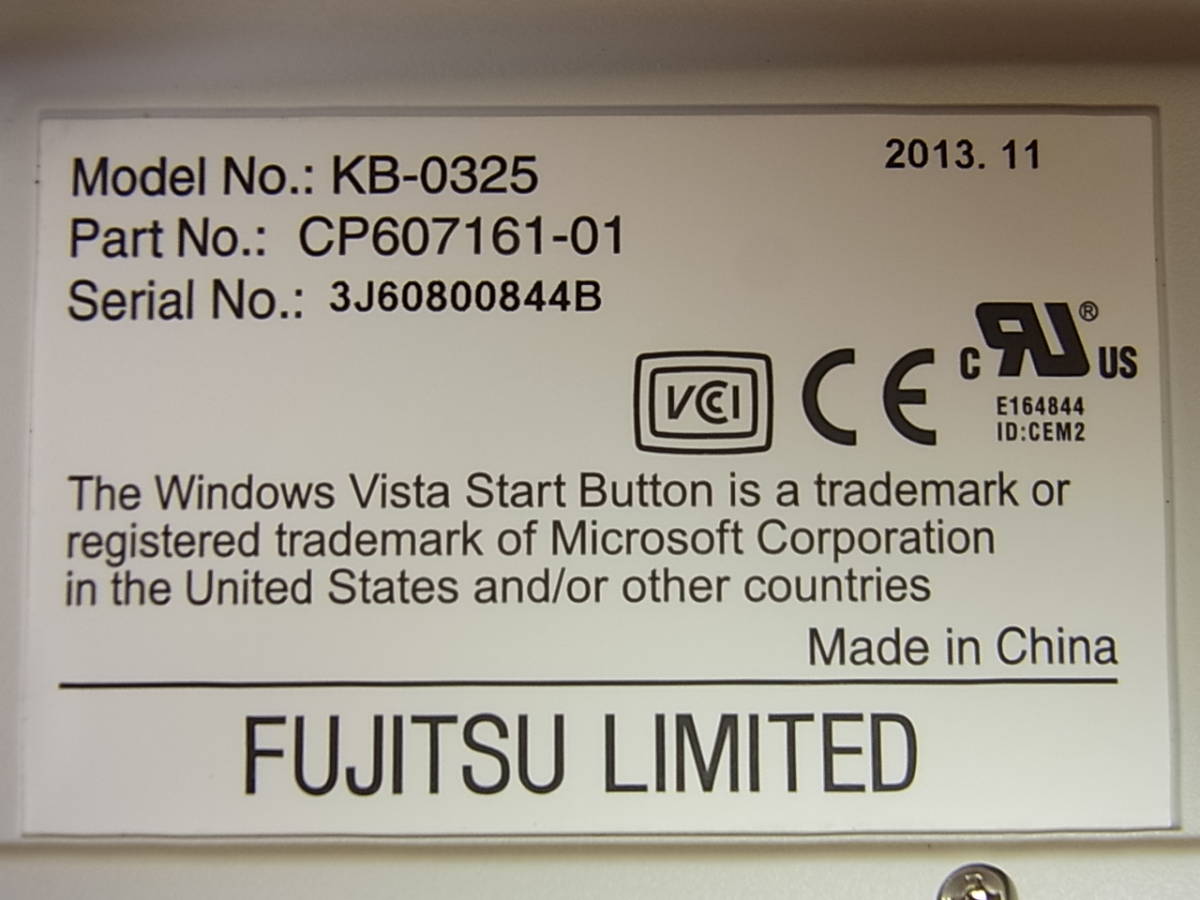 Model No.: KB-0325
2013. 11
Part No.: CP607161-01
Serial No.: 3J60800844B
VCCI
CE
C RU® US
E164844
ID:CEM2
The Windows Vista Start Button is a trademark or
registered trademark of Microsoft Corporation
in the United States and/or other countries
Made in China
FUJITSU LIMITED